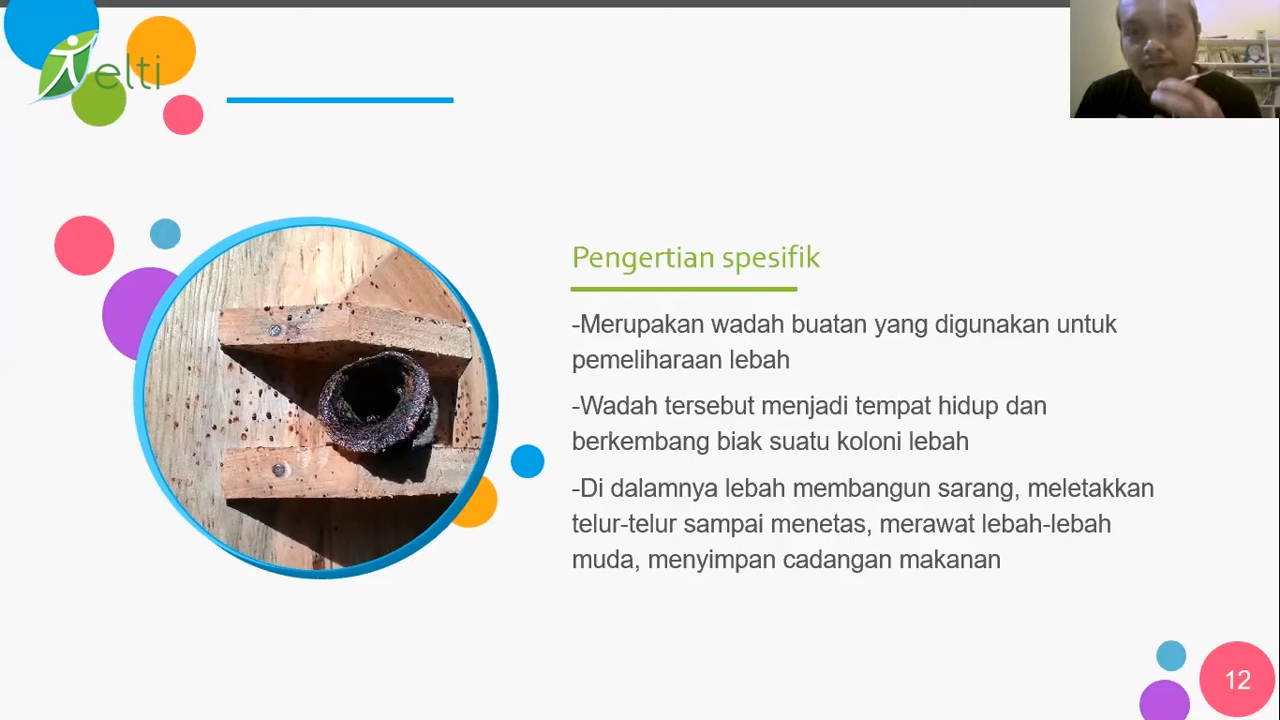 elti
Pengertian spesifik
-Merupakan wadah buatan yang digunakan untuk
pemeliharaan lebah
-Wadah tersebut menjadi tempat hidup dan
berkembang biak suatu koloni lebah
-Di dalamnya lebah membangun sarang, meletakkan
telur-telur sampai menetas, merawat lebah-lebah
muda, menyimpan cadangan makanan
12